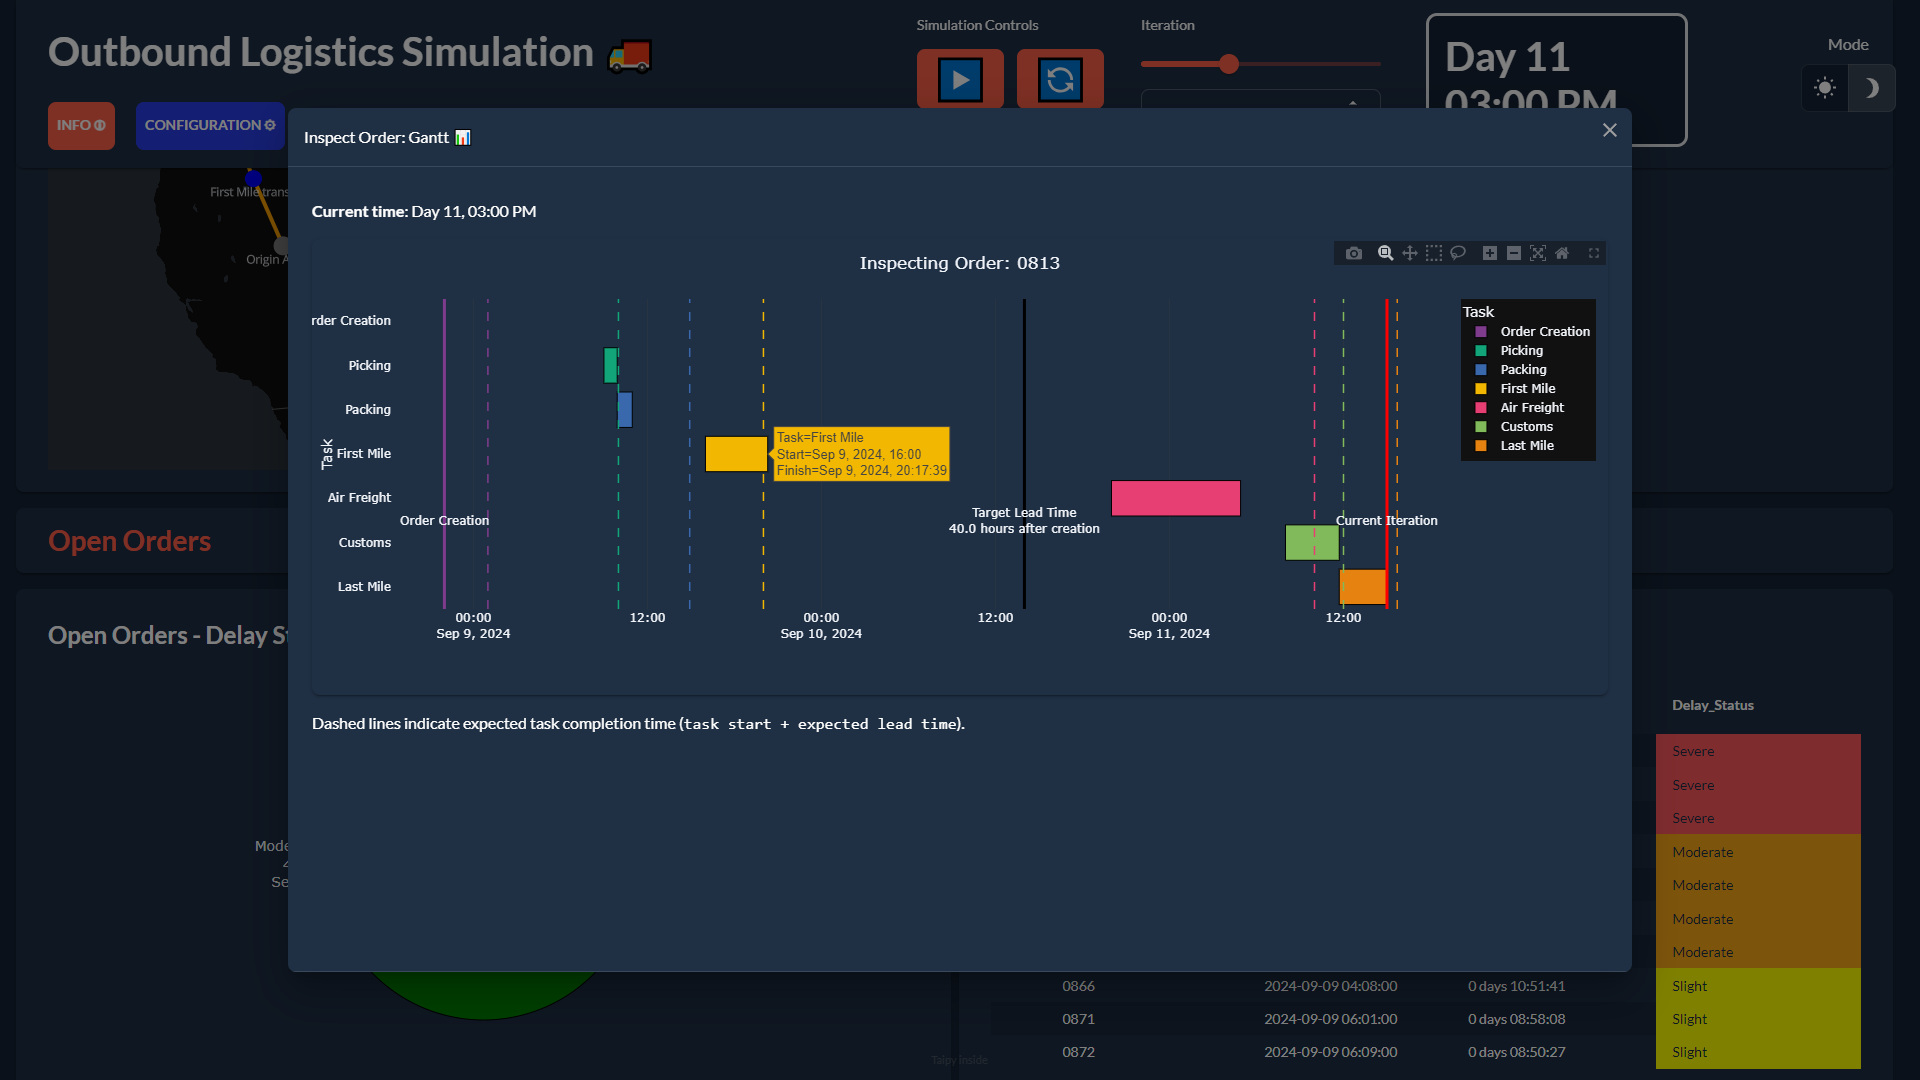 Outbound Logistics Simulation
Simulation Controls
Iteration
Day 11
03:00 PM
Mode
INFO
CONFIGURATION
Inspect Order: Gantt
First Mile trans
Origin A
Current time: Day 11, 03:00 PM
Inspecting Order: 0813
rder Creation
Picking
Packing
First Mile
Air Freight
Customs
Last Mile
Task
Order Creation
Task=First Mile
Start=Sep 9, 2024, 16:00
Finish=Sep 9, 2024, 20:17:39
Target Lead Time
40.0 hours after creation
Current Iteration
Task
Order Creation
Picking
Packing
First Mile
Air Freight
Customs
Last Mile
00:00
Sep 9, 2024
12:00
00:00
Sep 10, 2024
12:00
00:00
Sep 11, 2024
12:00
Dashed lines indicate expected task completion time (task start + expected lead time).
Open Orders
Open Orders - Delay S
Mode
4
Se
Delay_Status
Severe
Severe
Severe
Moderate
Moderate
Moderate
Moderate
0866 2024-09-09 04:08:00 0 days 10:51:41 Slight
0871 2024-09-09 06:01:00 0 days 08:58:08 Slight
0872 2024-09-09 06:09:00 0 days 08:50:27 Slight
Taipy inside